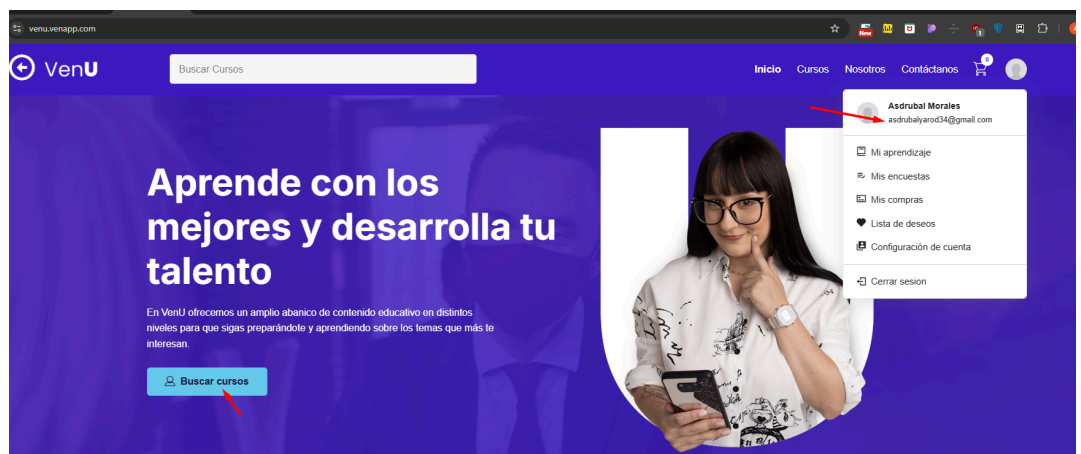 venu.venapp.com
New
1
VenU
Buscar Cursos
Inicio Cursos Nosotros Contáctanos 0
Asdrubal Morales
asdrubalyarod34@gmail.com
Mi aprendizaje
Mis encuestas
Mis compras
Lista de deseos
Configuración de cuenta
Cerrar sesion
Aprende con los
mejores y desarrolla tu
talento
En VenU ofrecemos un amplio abanico de contenido educativo en distintos
niveles para que sigas preparándote y aprendiendo sobre los temas que más te
interesan.
Buscar cursos